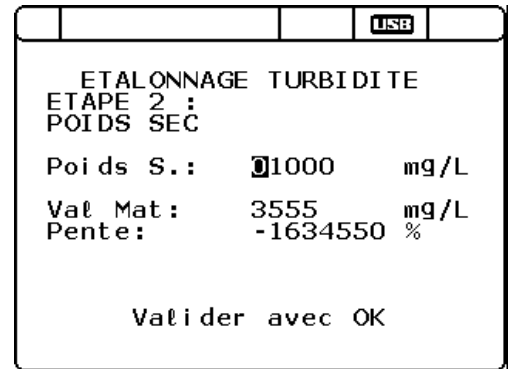 USB
ETALONNAGE TURBIDITE
ETAPE 2 :
POIDS SEC
Poids S.: 01000 mg/L
Val Mat: 3555 mg/L
Pente: -1634550 %
Valider avec OK